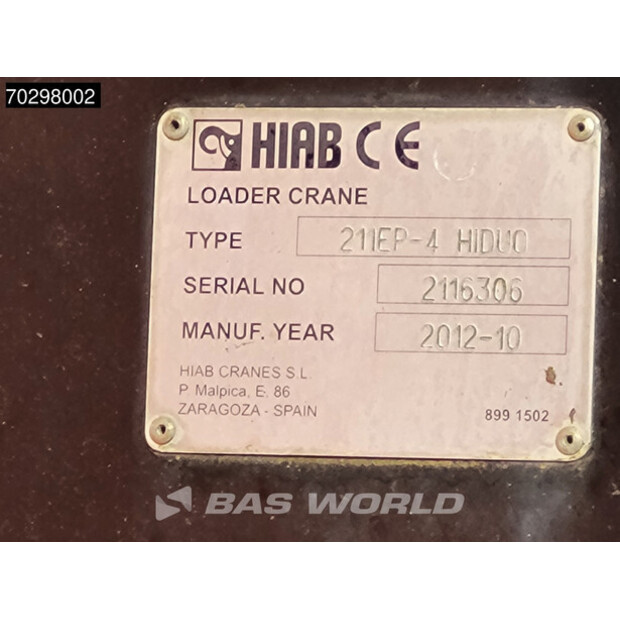 70298002
HIAB CE
LOADER CRANE
TYPE 211EP-4 HIDUO
SERIAL NO 2116306
MANUF. YEAR 2012-10
HIAB CRANES S.L.
P. Malpica, E. 86
ZARAGOZA - SPAIN
899 1502
BAS WORLD